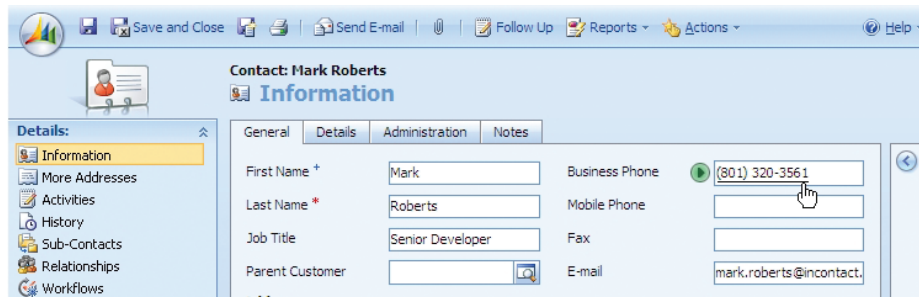 Save and Close Send E-mail Follow Up Reports Actions Help
Contact: Mark Roberts
Information
Details:
Information
More Addresses
Activities
History
Sub-Contacts
Relationships
Workflows
General Details Administration Notes
First Name + Mark Business Phone (801) 320-3561
Last Name * Roberts Mobile Phone
Job Title Senior Developer Fax
Parent Customer E-mail mark.roberts@incontact.